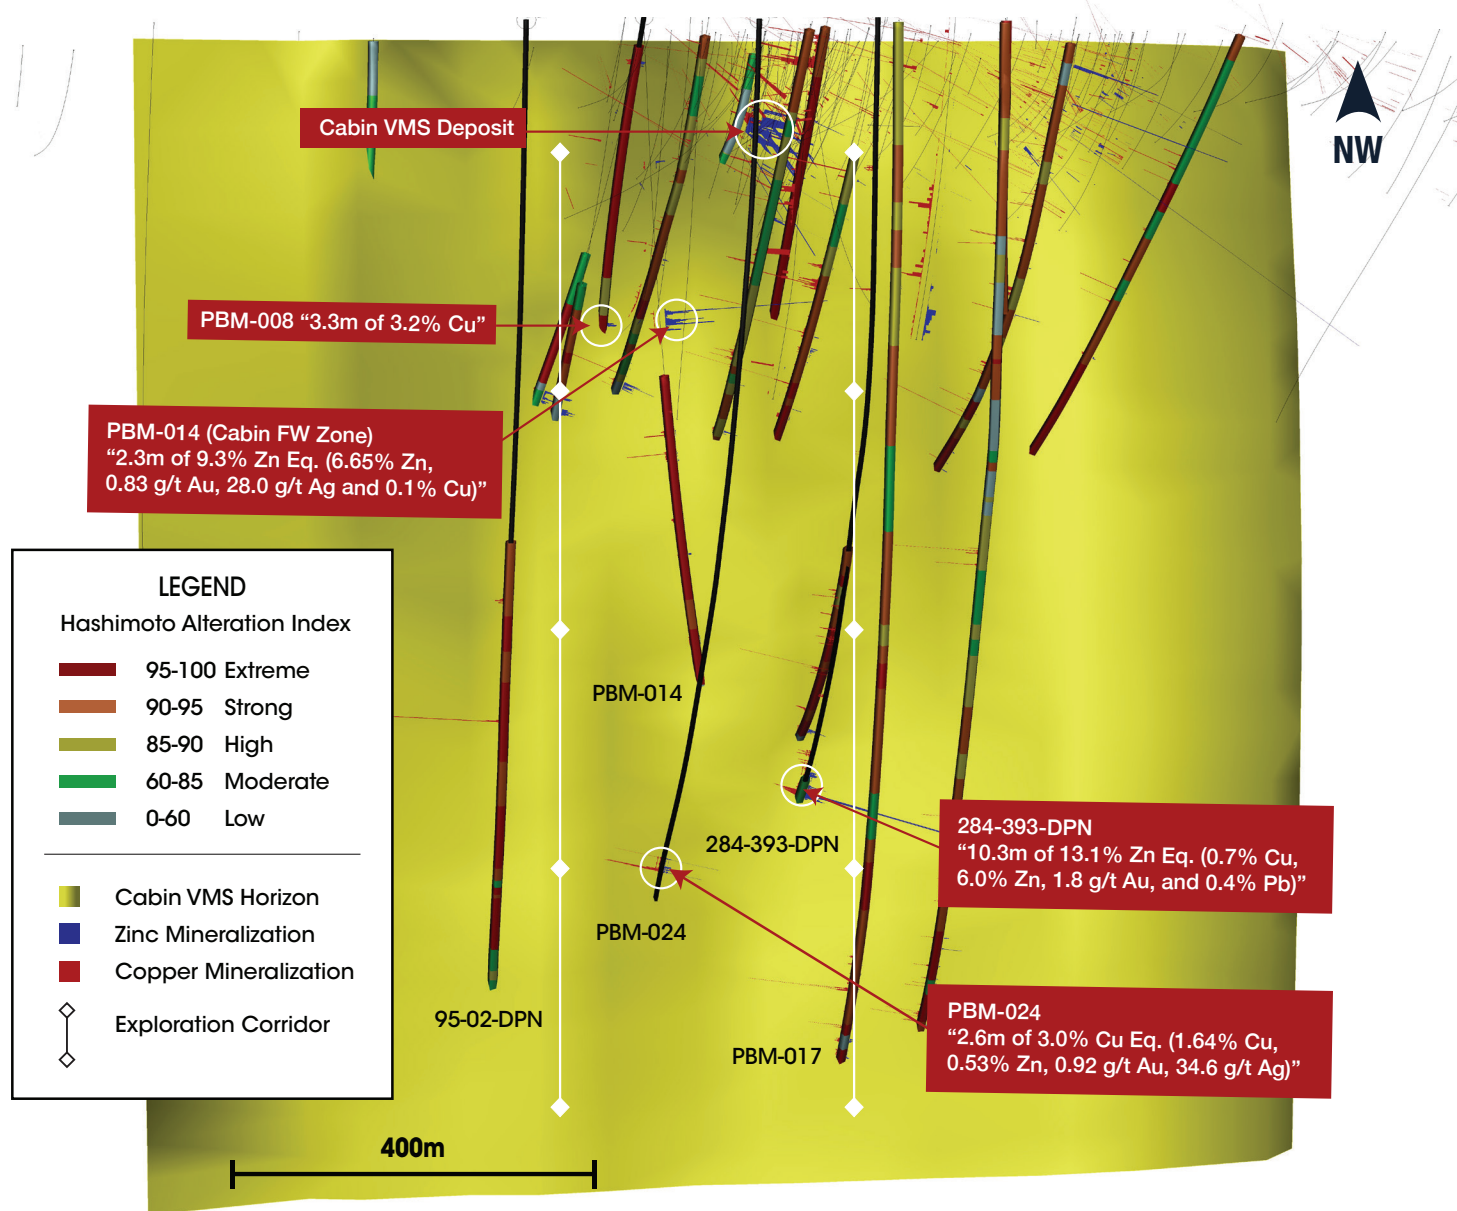 NW
Cabin VMS Deposit
PBM-008 “3.3m of 3.2% Cu”
PBM-014 (Cabin FW Zone)
“2.3m of 9.3% Zn Eq. (6.65% Zn,
0.83 g/t Au, 28.0 g/t Ag and 0.1% Cu)”
LEGEND
Hashimoto Alteration Index
95-100 Extreme
90-95 Strong
85-90 High
60-85 Moderate
0-60 Low
Cabin VMS Horizon
Zinc Mineralization
Copper Mineralization
Exploration Corridor
PBM-014
284-393-DPN
PBM-024
95-02-DPN
PBM-017
284-393-DPN
“10.3m of 13.1% Zn Eq. (0.7% Cu,
6.0% Zn, 1.8 g/t Au, and 0.4% Pb)”
PBM-024
“2.6m of 3.0% Cu Eq. (1.64% Cu,
0.53% Zn, 0.92 g/t Au, 34.6 g/t Ag)”
400m